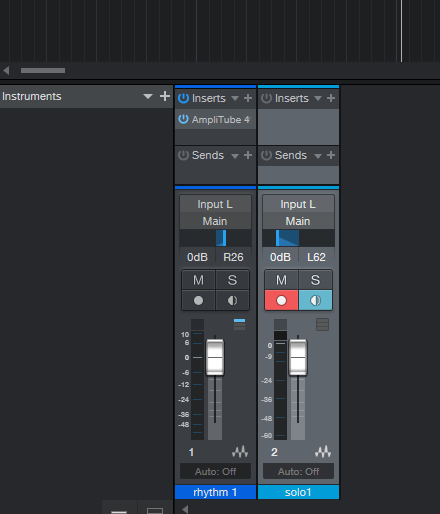 Instruments
Inserts
AmpliTube 4
Sends
Input L
Main
0dB R26
M S
10
6
0
-6
-12
-24
-36
-48
1
Auto: Off
rhythm 1
Inserts
Sends
Input L
Main
0dB L62
M S
0
-9
-24
-36
-48
-60
2
Auto: Off
solo1